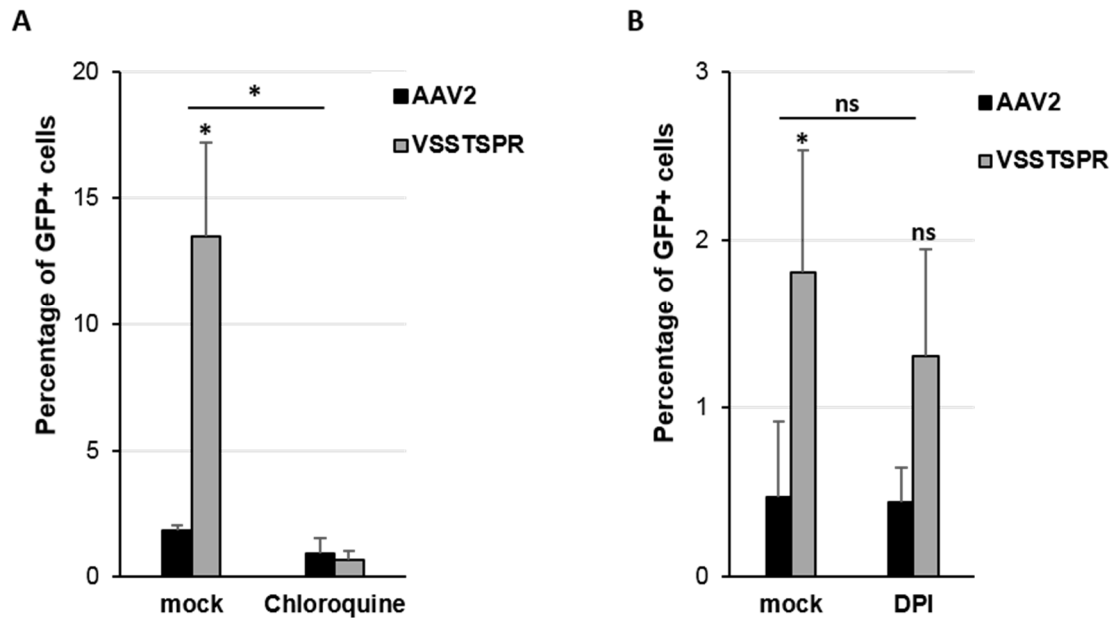 A
Percentage of GFP+ cells
20
15
10
5
0
*
*
AAV2
VSSTSPR
mock
Chloroquine
B
Percentage of GFP+ cells
3
2
1
0
ns
*
ns
AAV2
VSSTSPR
mock
DPI